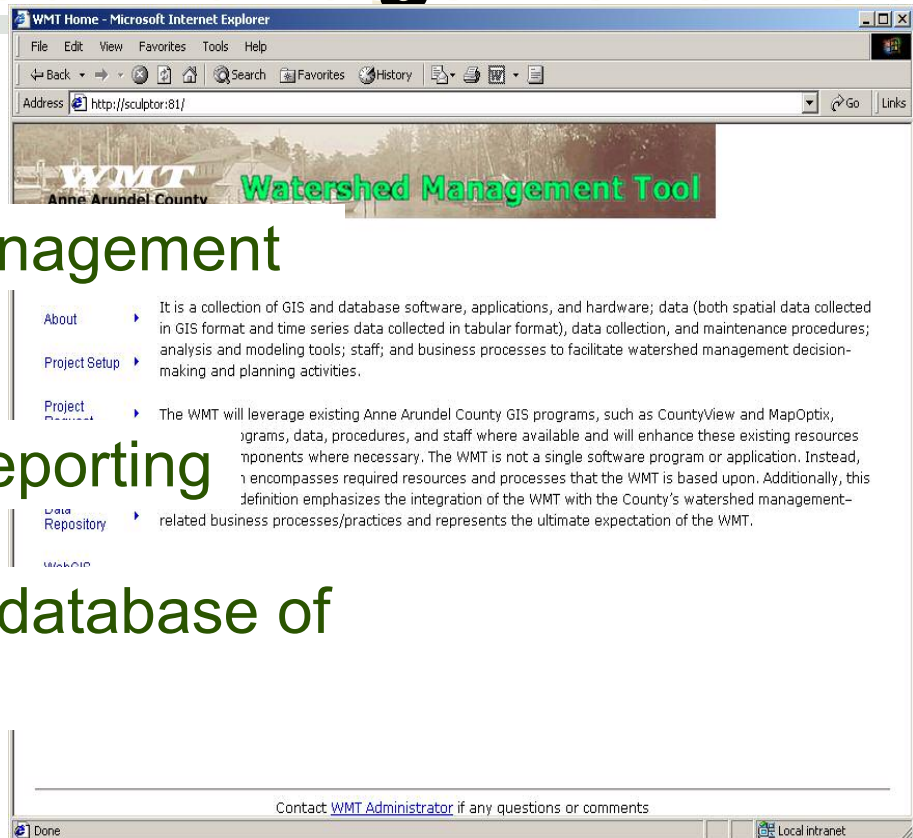 WMT Home - Microsoft Internet Explorer
File Edit View Favorites Tools Help
Back Search Favorites History
Address http://sculptor:81/ Go Links
WMT
Anne Arundel County
Watershed Management Tool
nagement
About
Project Setup
Project
It is a collection of GIS and database software, applications, and hardware; data (both spatial data collected
in GIS format and time series data collected in tabular format), data collection, and maintenance procedures;
analysis and modeling tools; staff; and business processes to facilitate watershed management decision-
making and planning activities.
The WMT will leverage existing Anne Arundel County GIS programs, such as CountyView and MapOptix,
ograms, data, procedures, and staff where available and will enhance these existing resources
mponents where necessary. The WMT is not a single software program or application. Instead,
encompasses required resources and processes that the WMT is based upon. Additionally, this
definition emphasizes the integration of the WMT with the County's watershed management–
related business processes/practices and represents the ultimate expectation of the WMT.
eporting
Data
Repository
WebGIS
database of
Contact WMT Administrator if any questions or comments
Done Local intranet